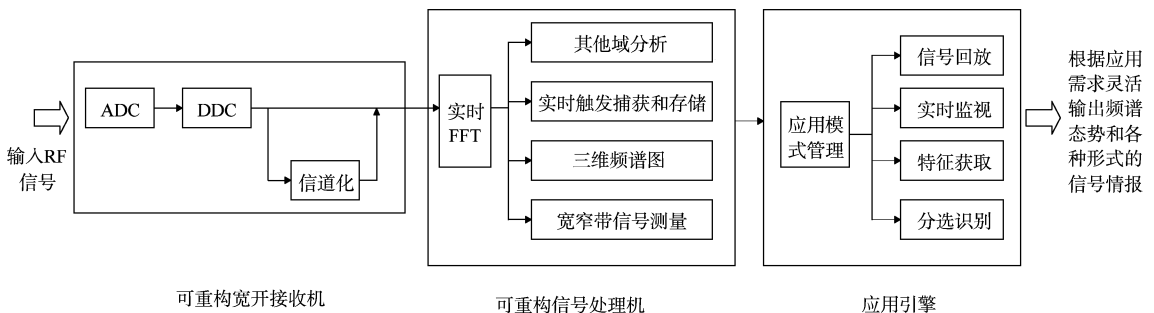 输入RF
信号
ADC
DDC
信道化
可重构宽开接收机
实时
FFT
其他域分析
实时触发捕获和存储
三维频谱图
宽窄带信号测量
可重构信号处理机
应用模
式管理
信号回放
实时监视
特征获取
分选识别
应用引擎
根据应用
需求灵活
输出频谱
态势和各
种形式的
信号情报